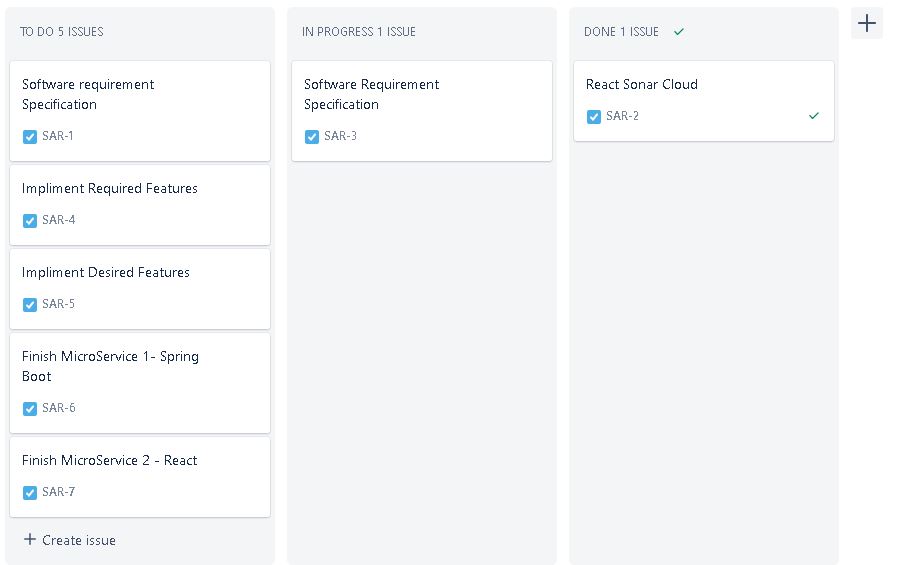 TO DO 5 ISSUES
Software requirement
Specification
SAR-1
Impliment Required Features
SAR-4
Impliment Desired Features
SAR-5
Finish MicroService 1- Spring
Boot
SAR-6
Finish MicroService 2 - React
SAR-7
Create issue
IN PROGRESS 1 ISSUE
Software Requirement
Specification
SAR-3
DONE 1 ISSUE
React Sonar Cloud
SAR-2